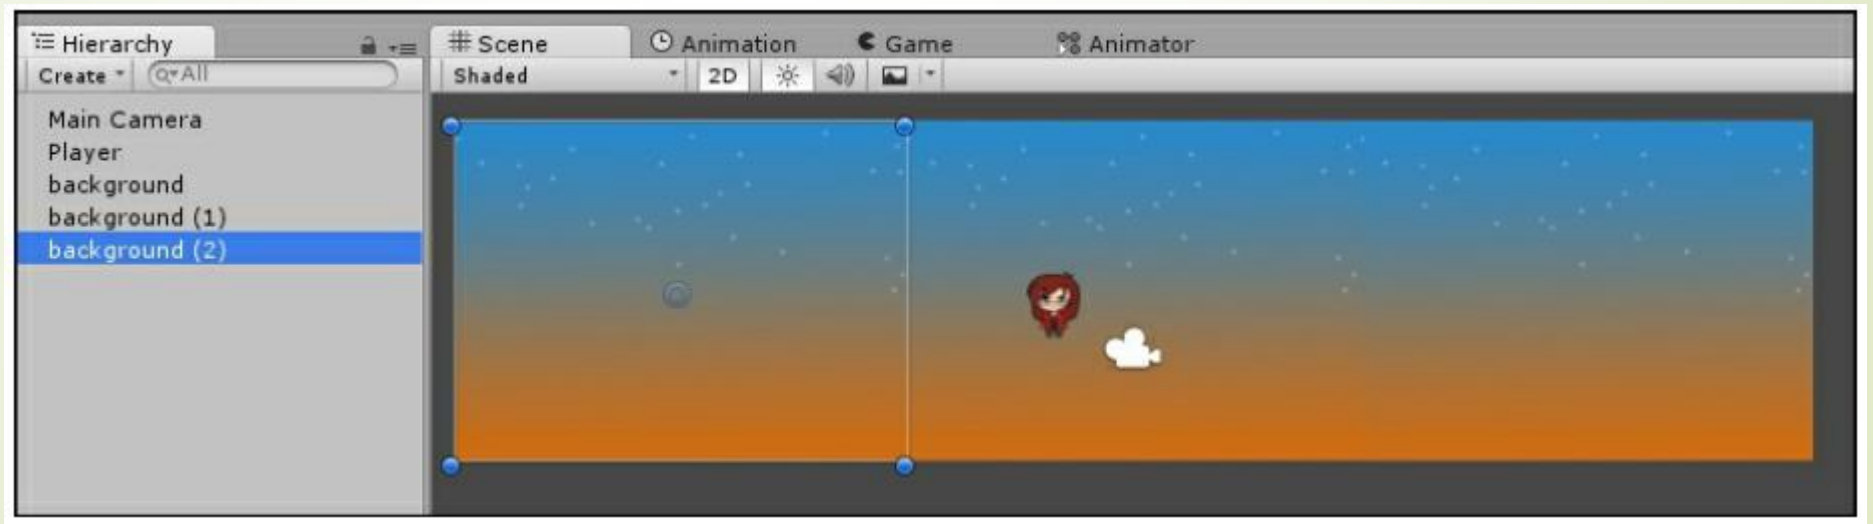 Hierarchy
Create
All
Main Camera
Player
background
background (1)
background (2)
Scene Animation Game Animator
Shaded 2D